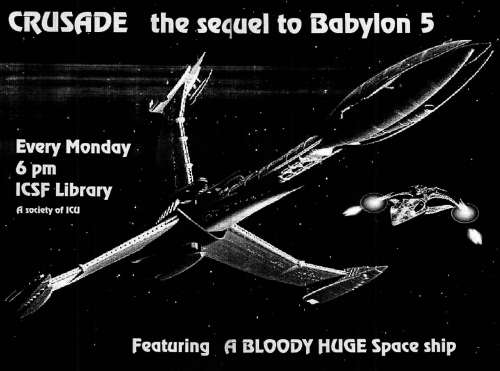 CRUSADE the sequel to Babylon 5
Every Monday
6 pm
ICSF Library
A society of ICU
Featuring A BLOODY HUGE Space ship